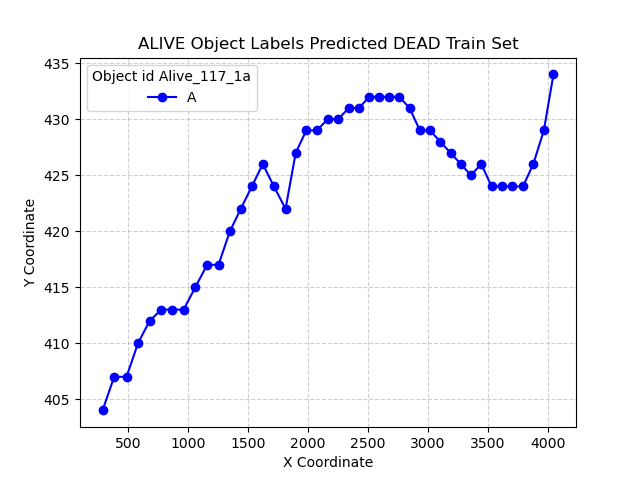 ALIVE Object Labels Predicted DEAD Train Set
Object id Alive_117_1a
A
Y Coordinate
435
430
425
420
415
410
405
500 1000 1500 2000 2500 3000 3500 4000
X Coordinate